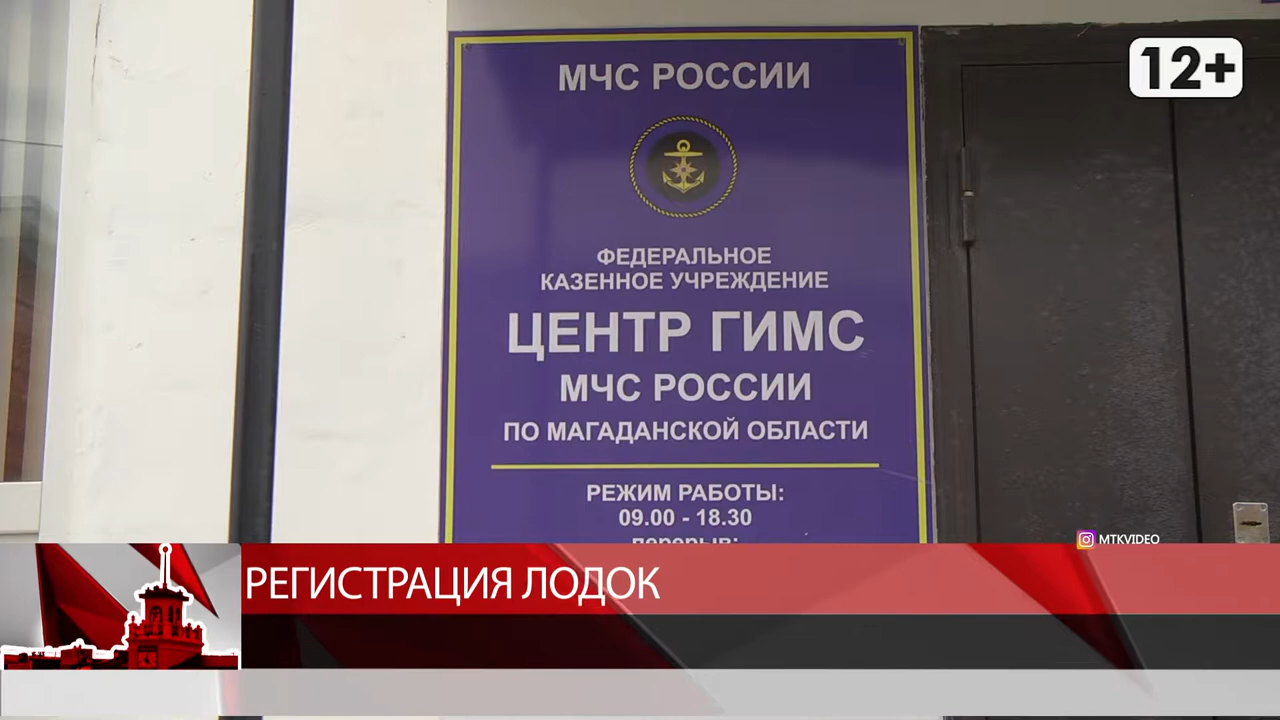 МЧС РОССИИ
12+
ФЕДЕРАЛЬНОЕ
КАЗЕННОЕ УЧРЕЖДЕНИЕ
ЦЕНТР ГИМС
МЧС РОССИИ
ПО МАГАДАНСКОЙ ОБЛАСТИ
РЕЖИМ РАБОТЫ:
09.00 - 18.30
перерыв:
MTKVIDEO
РЕГИСТРАЦИЯ ЛОДОК